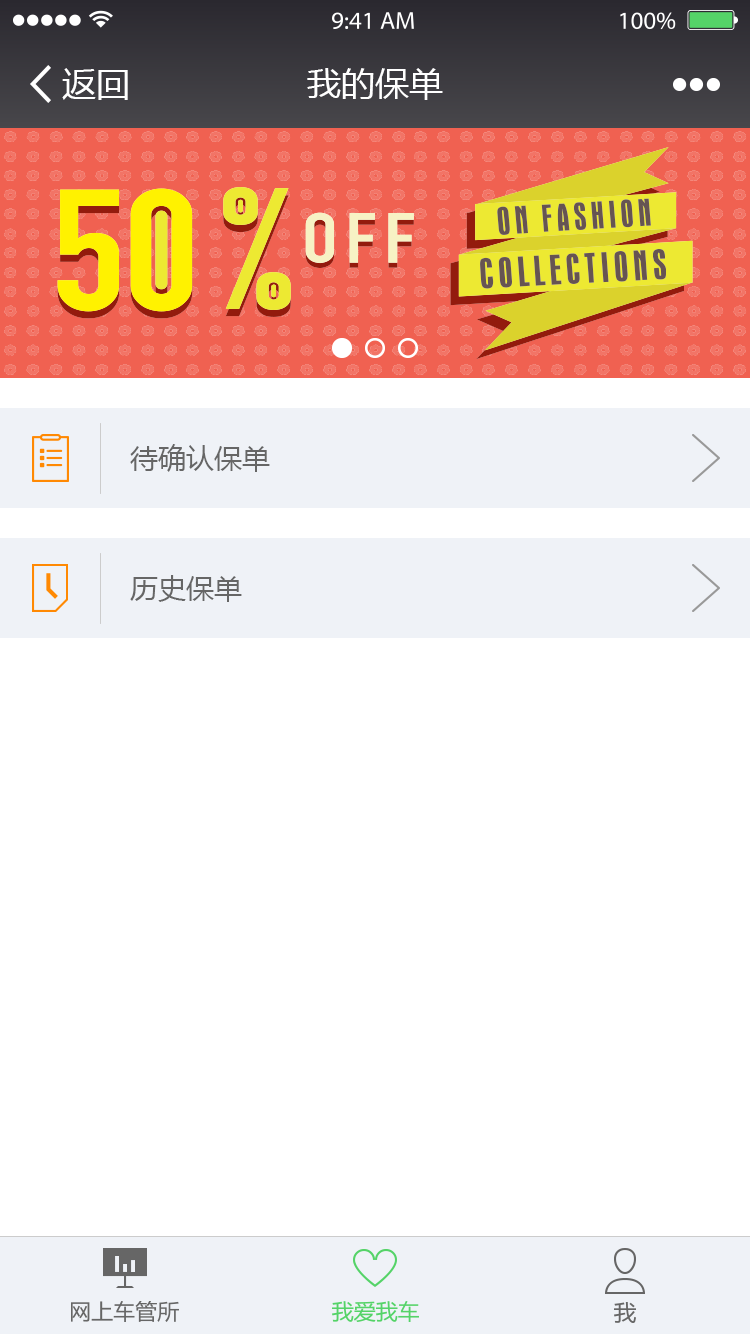 9:41 AM 100%
返回 我的保单
50% OFF
ON FASHION
COLLECTIONS
待确认保单
历史保单
网上车管所 我爱我车 我